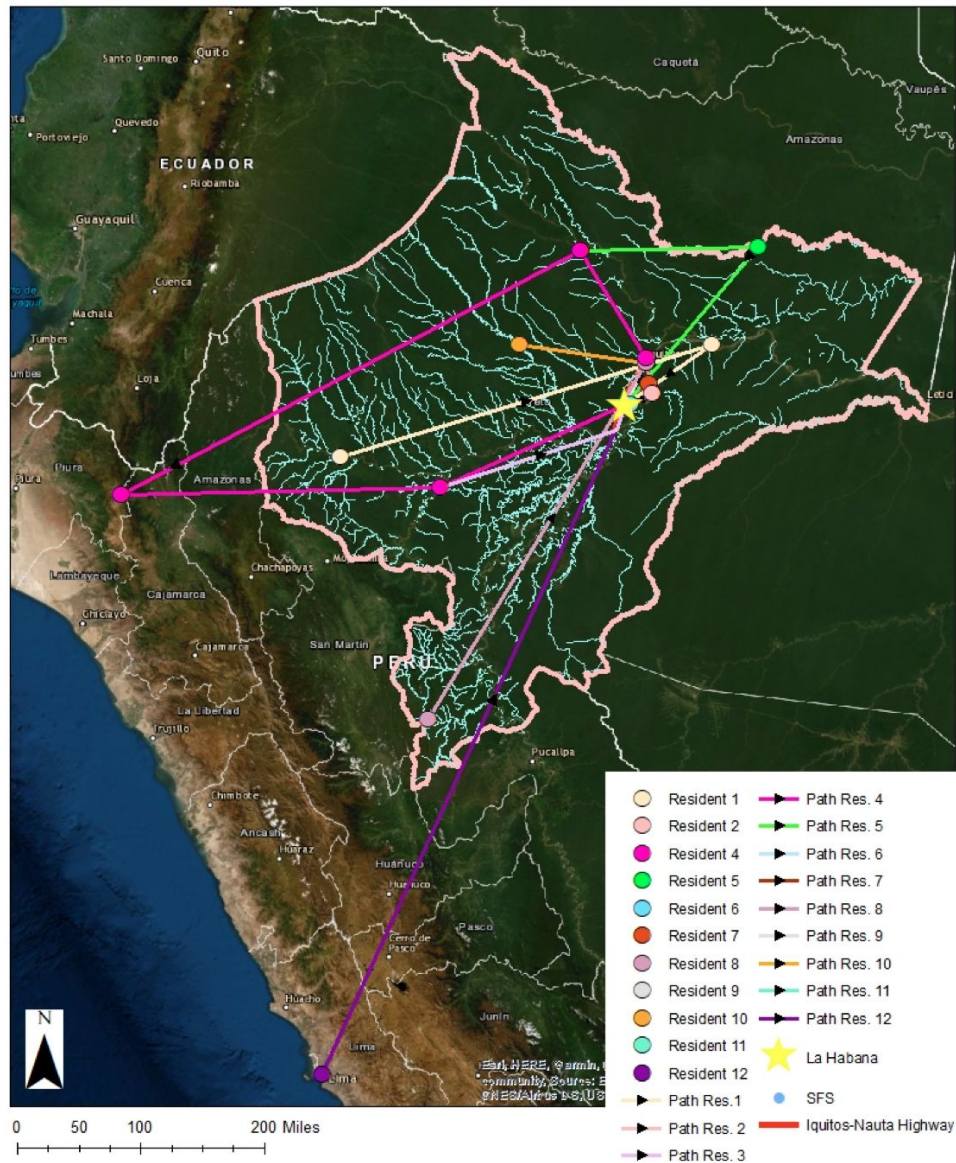 Caquetá
Santo Domingo
Quito
Vaupés
Portoviejo
Quevedo
Amazonas
ECUADOR
Riobamba
Guayaquil
Cuenca
Machala
Tumbes
Loja
Piura
Piura
Amazonas
Lambayeque
Chachapoyas
Chiclayo
Cajamarca
San Martin
Cajamarca
PERU
La Libertad
Trujillo
Pucallpa
Chimbote
Ancash
Huaraz
Huánuco
Huánuco
Cerro de
Pasco
Pasco
Huacho
Junín
Lima
Lima
N
0 100 200 Miles
Resident 1
Resident 2
Resident 4
Resident 5
Resident 6
Resident 7
Resident 8
Resident 9
Resident 10
Resident 11
Resident 12
Path Res.1
Path Res. 2
Path Res. 3
Path Res. 4
Path Res. 5
Path Res. 6
Path Res. 7
Path Res. 8
Path Res. 9
Path Res. 10
Path Res. 11
Path Res. 12
La Habana
SFS
Iquitos-Nauta Highway